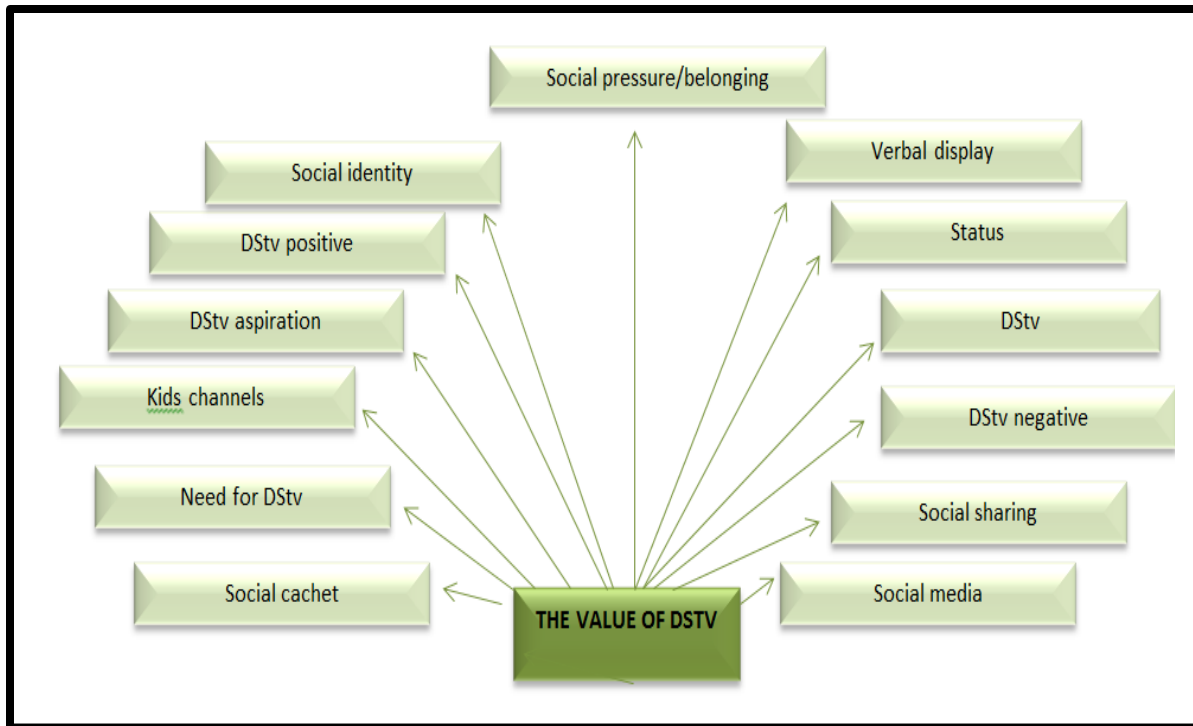 Social pressure/belonging
Verbal display
Social identity
Status
DStv positive
DStv aspiration
DStv
Kids channels
DStv negative
Need for DStv
Social sharing
Social cachet
Social media
THE VALUE OF DSTV